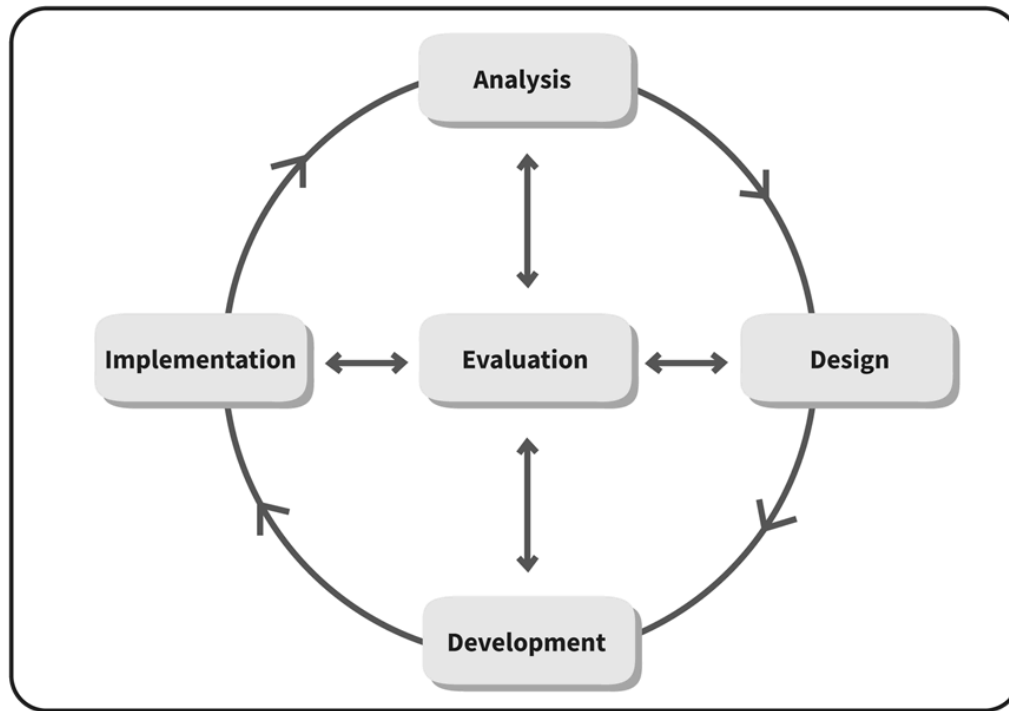 Analysis
Implementation
Evaluation
Design
Development